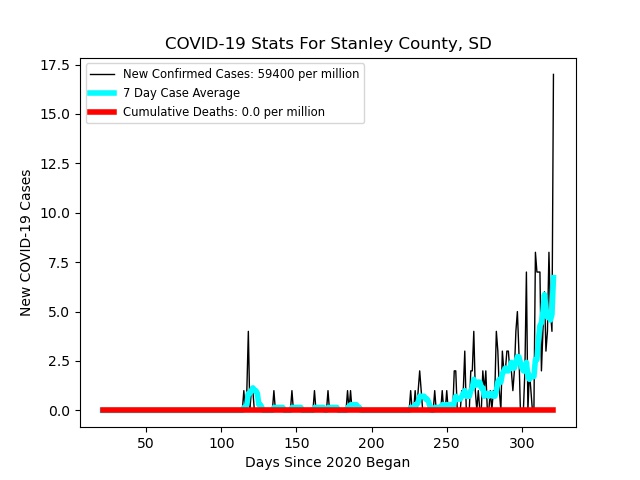 COVID-19 Stats For Stanley County, SD
New Confirmed Cases: 59400 per million
7 Day Case Average
Cumulative Deaths: 0.0 per million
New COVID-19 Cases
17.5
15.0
12.5
10.0
7.5
5.0
2.5
0.0
50 100 150 200 250 300
Days Since 2020 Began